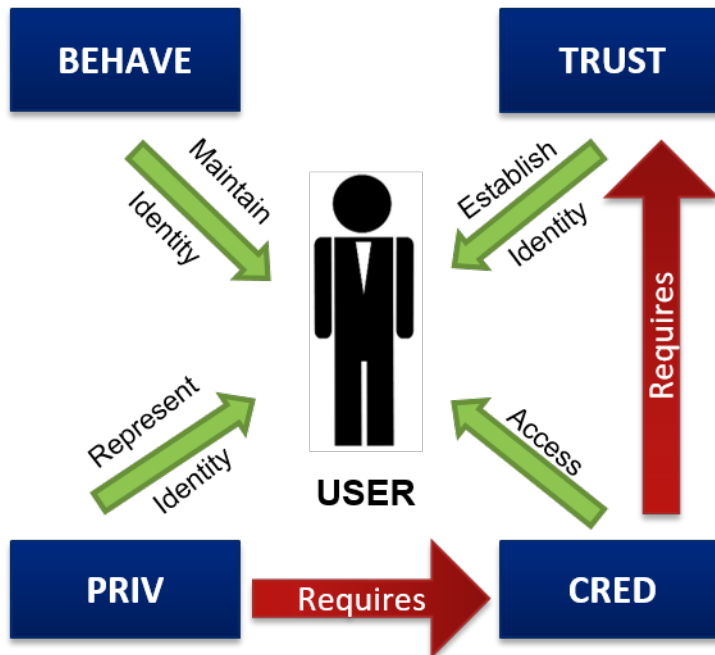 BEHAVE
TRUST
Maintain
Identity
Establish
Identity
Requires
Represent
Identity
Access
USER
PRIV
Requires
CRED